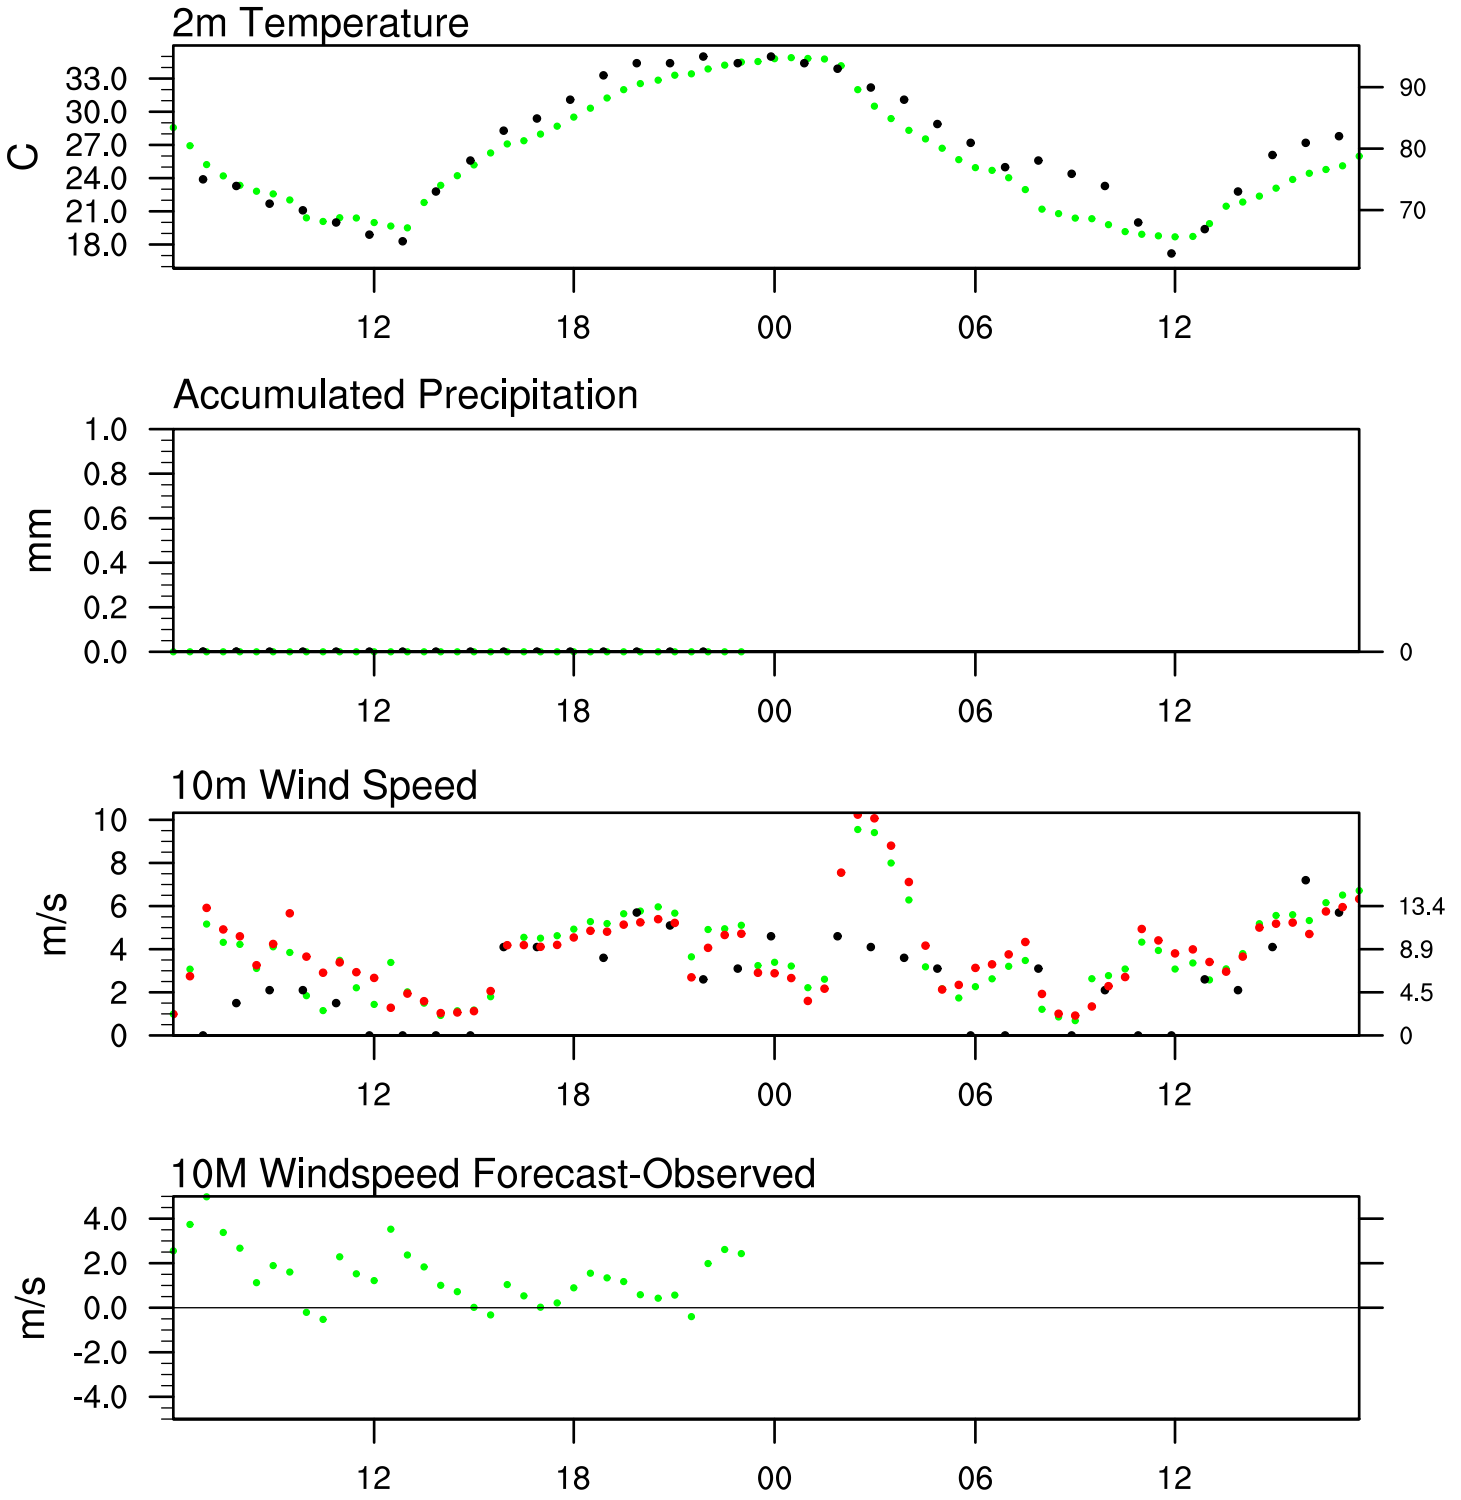 2m Temperature
33.0
30.0
27.0
24.0
21.0
18.0
C
90
80
70
12 18 00 06 12
Accumulated Precipitation
1.0
0.8
0.6
0.4
0.2
0.0
mm
0
12 18 00 06 12
10m Wind Speed
10
8
6
4
2
0
m/s
13.4
8.9
4.5
0
12 18 00 06 12
10M Windspeed Forecast-Observed
4.0
2.0
0.0
-2.0
-4.0
m/s
12 18 00 06 12